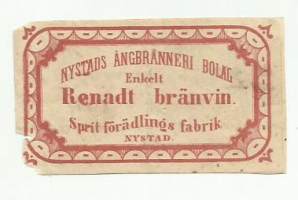 NYSTADS ÅNGBRÄNNERI BOLAG
Enkelt
Renadt bränvin.
Sprit förädlings fabrik
NYSTAD.